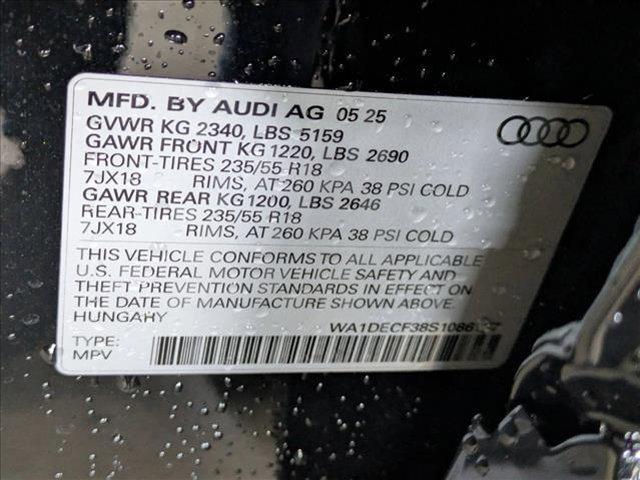 MFD. BY AUDI AG 05 25
GVWR KG 2340, LBS 5159
GAWR FRONT KG 1220, LBS 2690
FRONT-TIRES 235/55 R18
7JX18 RIMS, AT 260 KPA 38 PSI COLD
GAWR REAR KG 1200, LBS 2646
REAR-TIRES 235/55 R18
7JX18 RIMS, AT 260 KPA 38 PSI COLD
THIS VEHICLE CONFORMS TO ALL APPLICABLE
U.S. FEDERAL MOTOR VEHICLE SAFETY AND
THEFT PREVENTION STANDARDS IN EFFECT ON
THE DATE OF MANUFACTURE SHOWN ABOVE.
HUNGARY
TYPE:
MPV